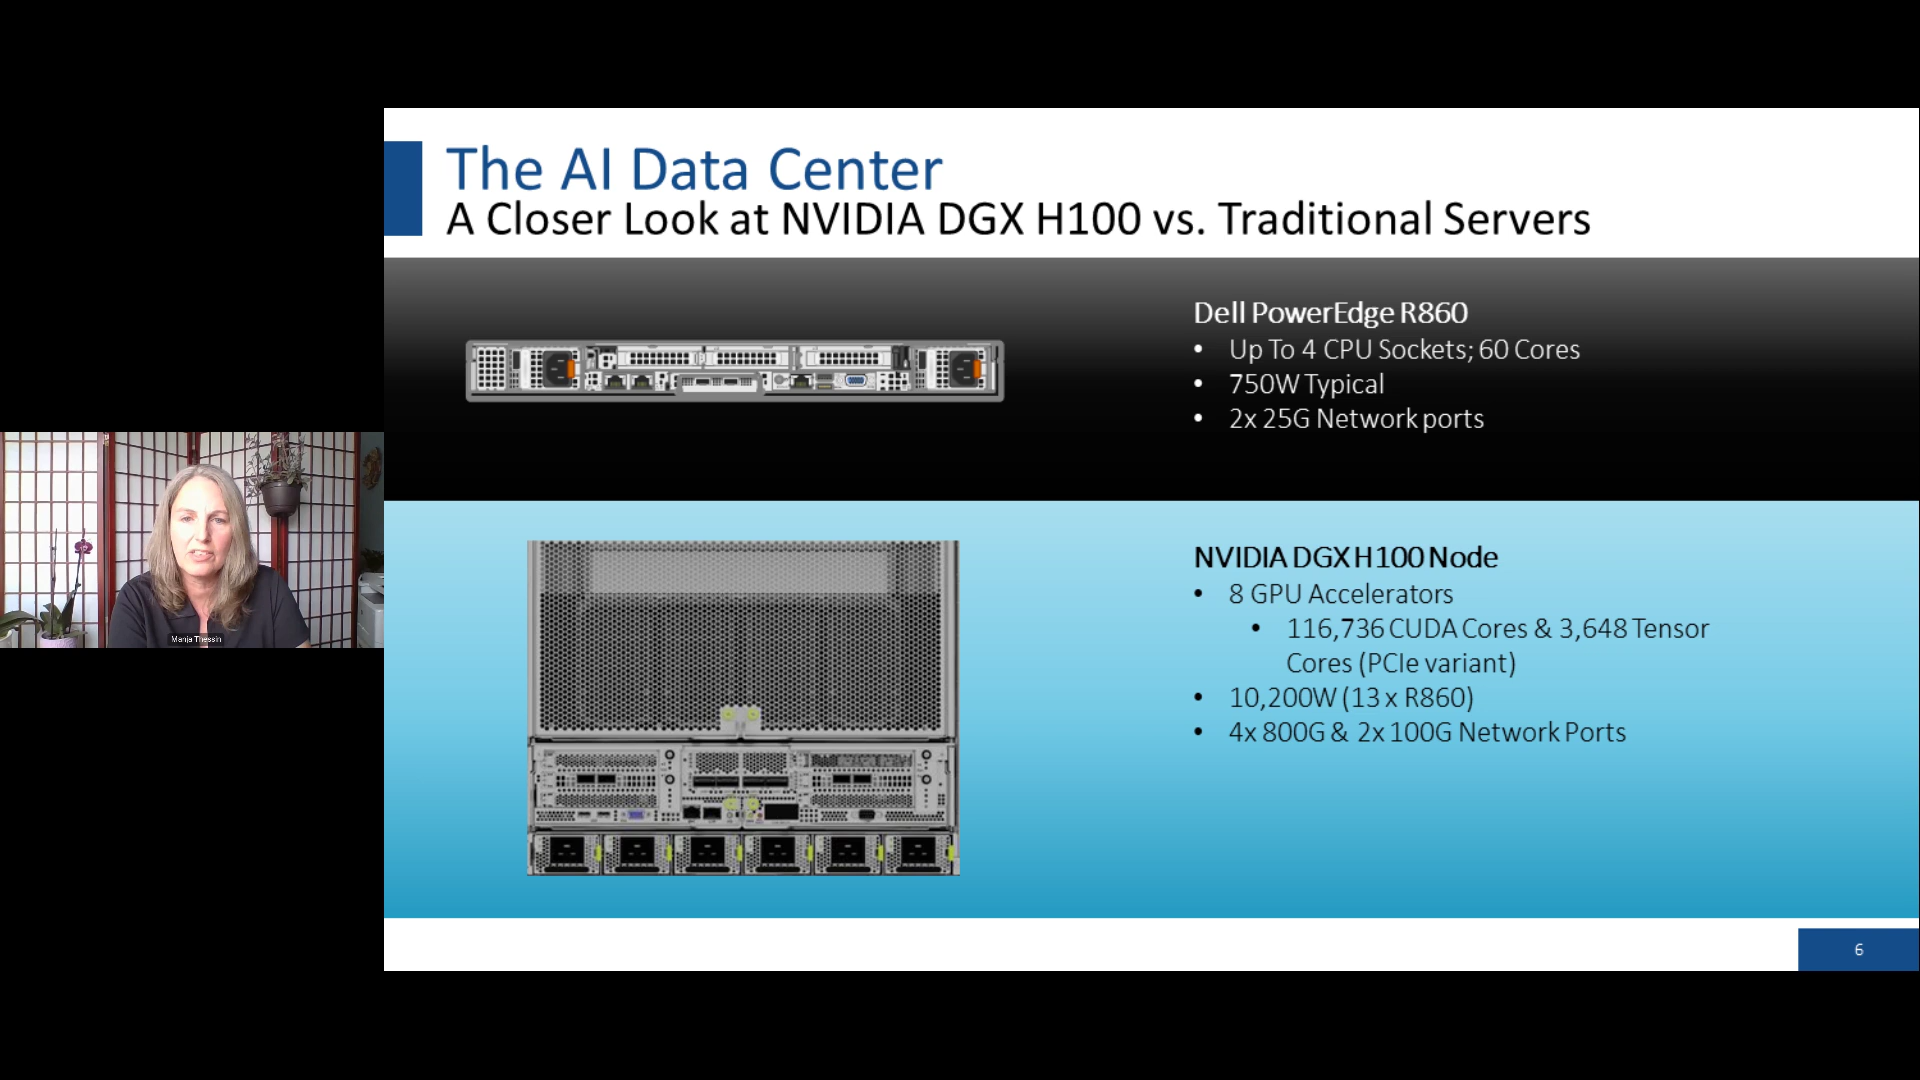 The AI Data Center
A Closer Look at NVIDIA DGX H100 vs. Traditional Servers
Dell PowerEdge R860
• Up To 4 CPU Sockets; 60 Cores
• 750W Typical
• 2x 25G Network ports
Manja Thessin
NVIDIA DGX H100 Node
• 8 GPU Accelerators
• 116,736 CUDA Cores & 3,648 Tensor
Cores (PCIe variant)
• 10,200W (13 x R860)
• 4x 800G & 2x 100G Network Ports
6